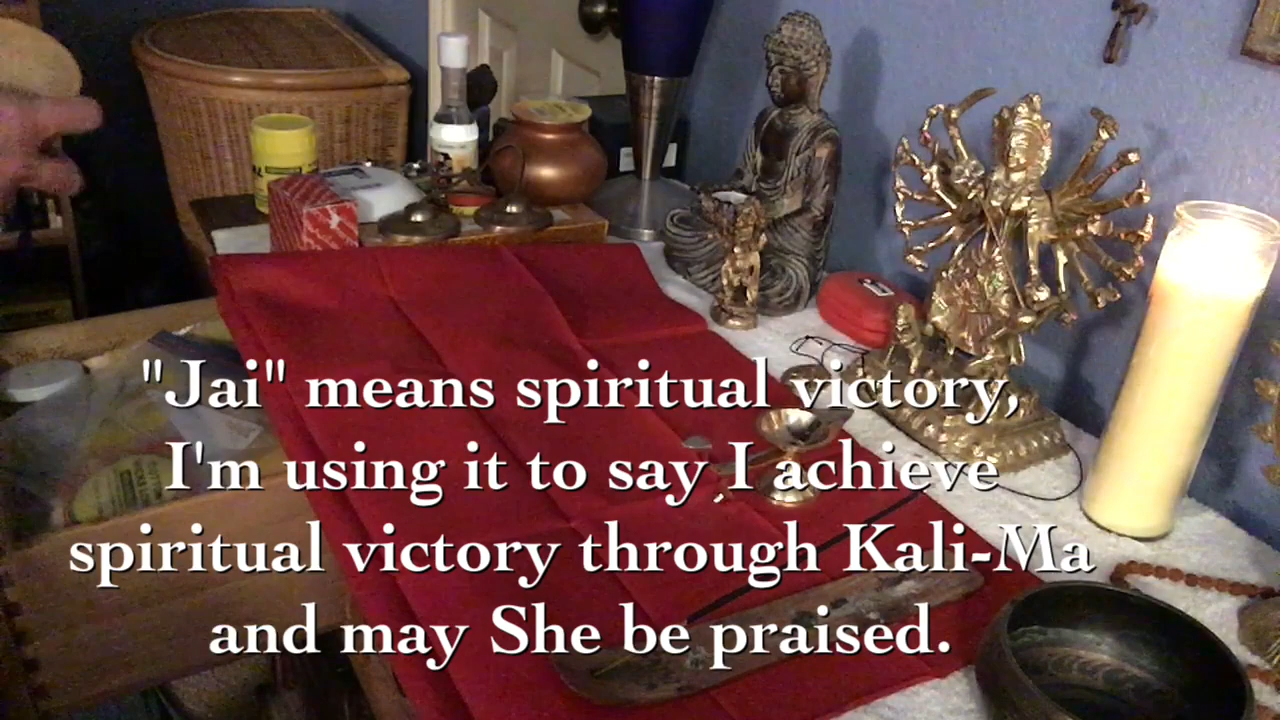 "Jai" means spiritual victory,
I'm using it to say I achieve
spiritual victory through Kali-Ma
and may She be praised.